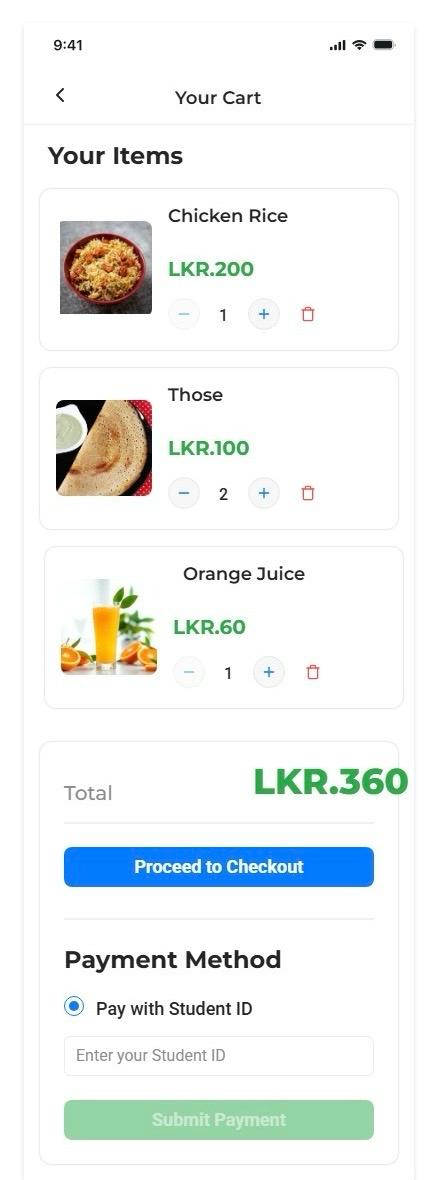 9:41
Your Cart
Your Items
Chicken Rice
LKR.200
1
Those
LKR.100
2
Orange Juice
LKR.60
1
Total
LKR.360
Proceed to Checkout
Payment Method
Pay with Student ID
Enter your Student ID
Submit Payment